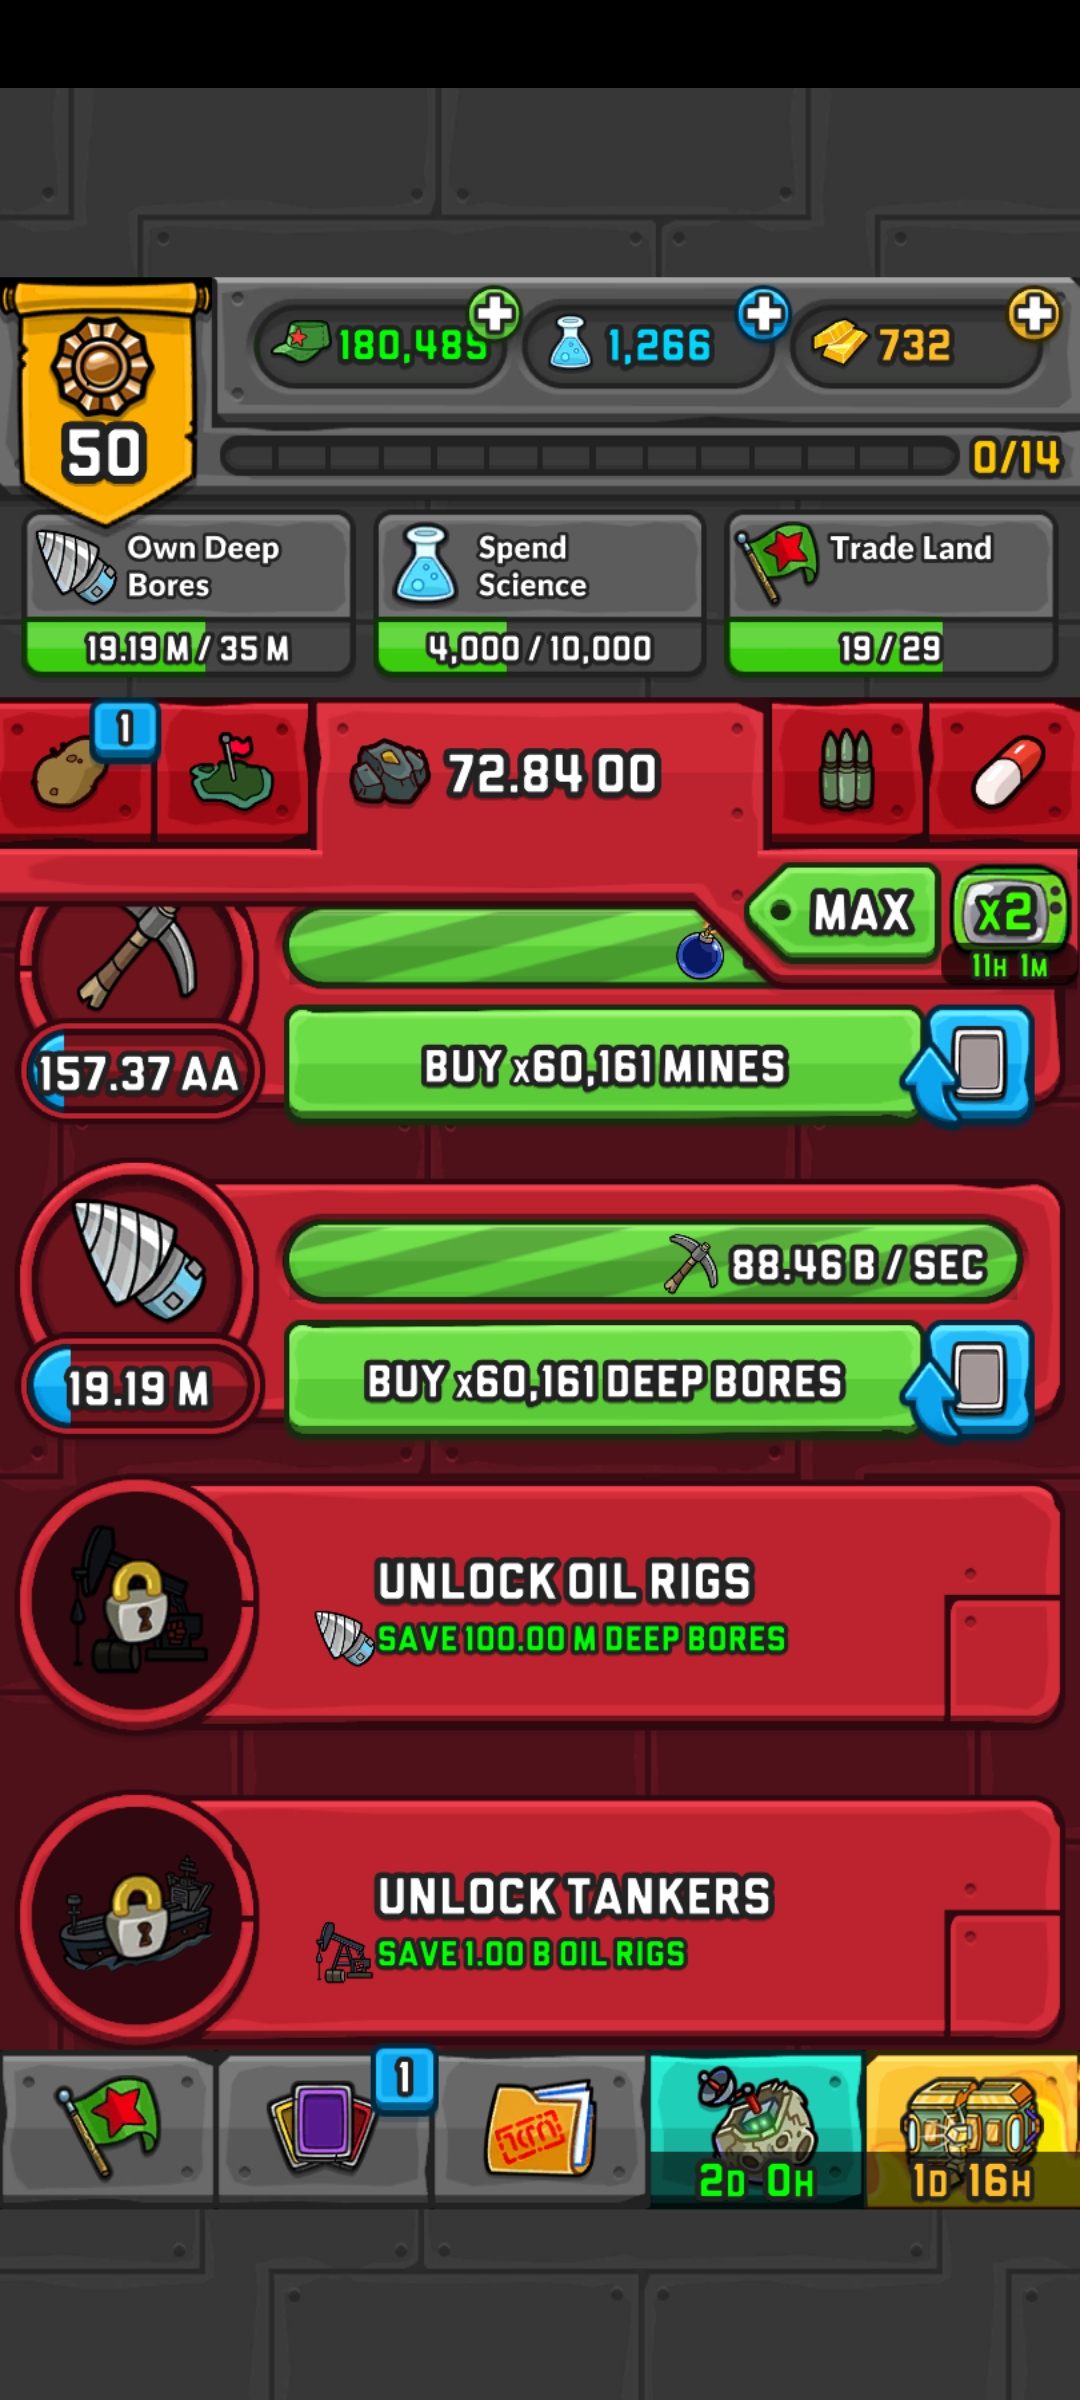 180,485
1,266
732
50
0/14
Own Deep Bores
Spend Science
Trade Land
19.19 M / 35 M
4,000 / 10,000
19 / 29
1
72.84 OO
MAX
x2
11H 1M
157.37 AA
BUY x60,161 MINES
88.46 B / SEC
19.19 M
BUY x60,161 DEEP BORES
UNLOCK OIL RIGS
SAVE 100.00 M DEEP BORES
UNLOCK TANKERS
SAVE 1.00 B OIL RIGS
1
2D 0H
1D 16H